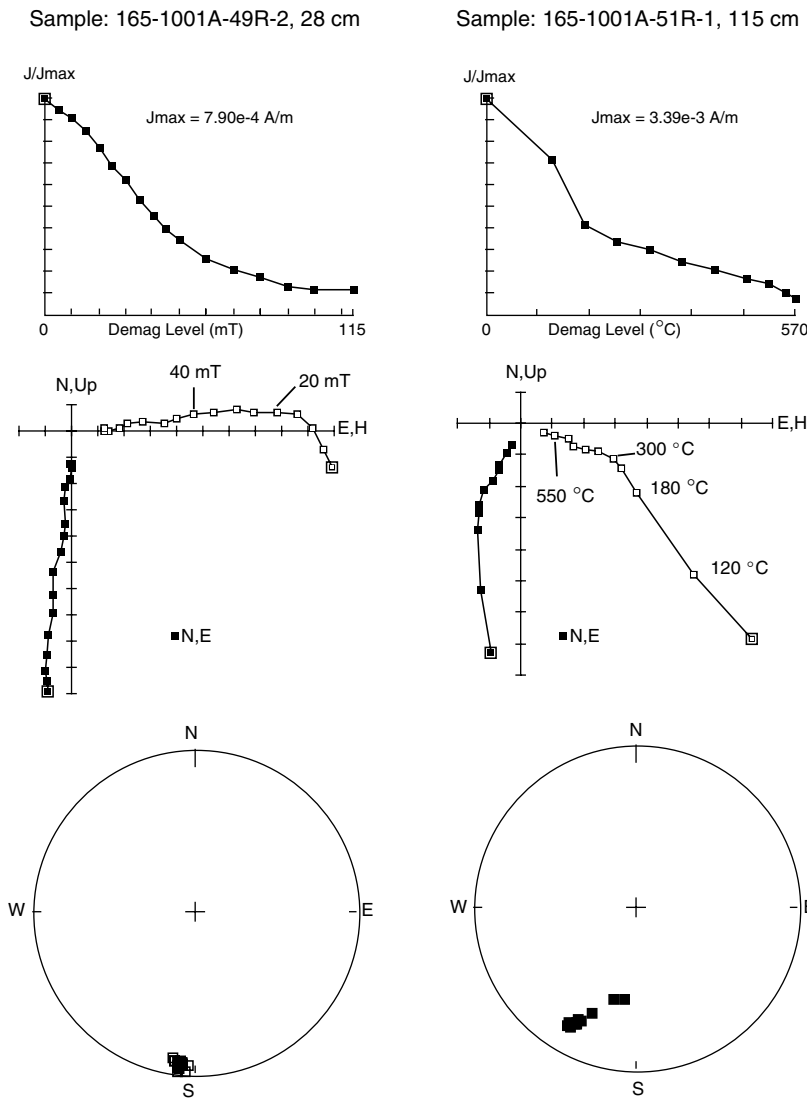 Sample: 165-1001A-49R-2, 28 cm
J/Jmax
Jmax = 7.90e-4 A/m
0 Demag Level (mT) 115
N,Up
40 mT
20 mT
E,H
N,E
N
W
E
S
Sample: 165-1001A-51R-1, 115 cm
J/Jmax
Jmax = 3.39e-3 A/m
0 Demag Level (°C) 570
N,Up
E,H
300 °C
550 °C
180 °C
120 °C
N,E
N
W
E
S